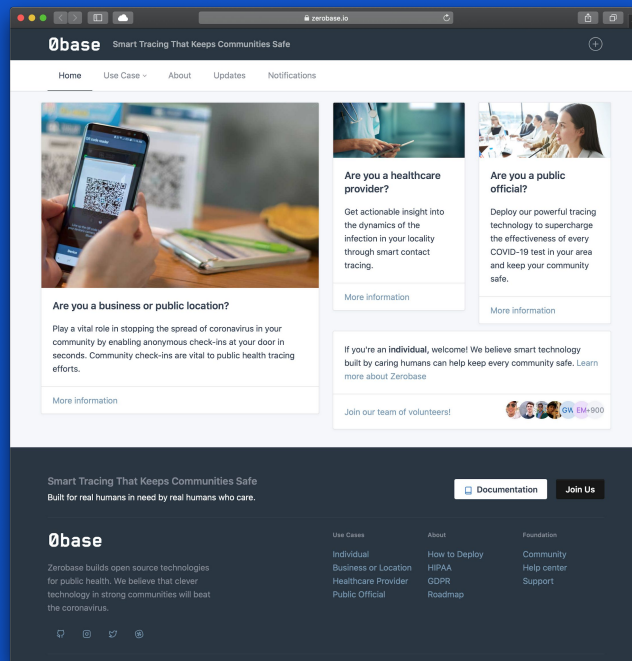 zerobase.io
0base Smart Tracing That Keeps Communities Safe
Home Use Case About Updates Notifications
Are you a business or public location?
Play a vital role in stopping the spread of coronavirus in your
community by enabling anonymous check-ins at your door in
seconds. Community check-ins are vital to public health tracing
efforts.
More information
Are you a healthcare
provider?
Get actionable insight into
the dynamics of the
infection in your locality
through smart contact
tracing.
More information
Are you a public
official?
Deploy our powerful tracing
technology to supercharge
the effectiveness of every
COVID-19 test in your area
and keep your community
safe.
More information
If you're an individual, welcome! We believe smart technology
built by caring humans can help keep every community safe. Learn
more about Zerobase
Join our team of volunteers!
GW EM +900
Smart Tracing That Keeps Communities Safe
Built for real humans in need by real humans who care.
Documentation
Join Us
0base
Zerobase builds open source technologies
for public health. We believe that clever
technology in strong communities will beat
the coronavirus.
Use Cases
Individual
Business or Location
Healthcare Provider
Public Official
About
How to Deploy
HIPAA
GDPR
Roadmap
Foundation
Community
Help center
Support